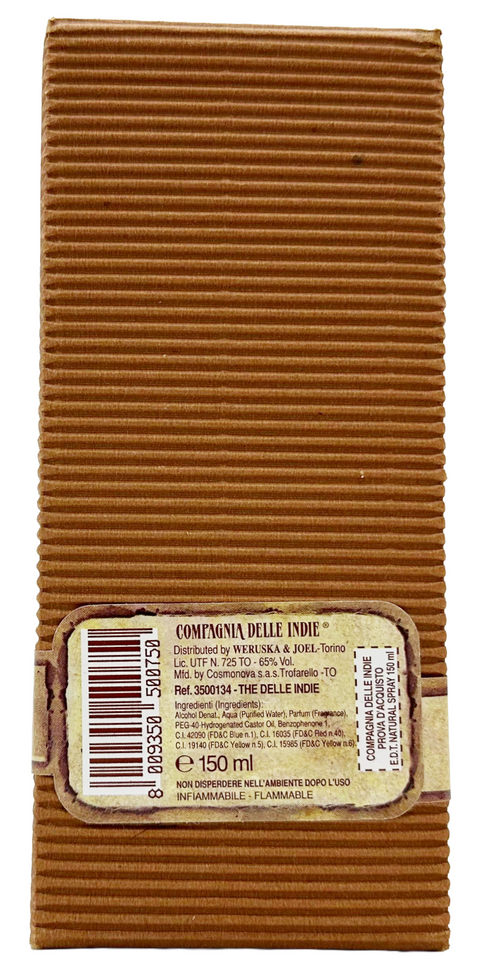 COMPAGNIA DELLE INDIE®
Distributed by WERUSKA & JOEL-Torino
Lic. UTF N. 725 TO - 65% Vol.
Mfd. by Cosmonova s.a.s. Trofarello -TO
Ref. 3500134 - THE DELLE INDIE
Ingredienti (Ingredients):
Alcohol Denat., Aqua (Purified Water), Parfum (Fragrance),
PEG-40 Hydrogenated Castor Oil, Benzophenone 1,
C.I. 42090 (FD&C Blue n.1), C.I. 16035 (FD&C Red n.40),
C.I. 19140 (FD&C Yellow n.5), C.I. 15985 (FD&C Yellow n.6)
℮ 150 ml
NON DISPERDERE NELL'AMBIENTE DOPO L'USO
INFIAMMABILE - FLAMMABLE
8 009350 500750
COMPAGNIA DELLE INDIE
PROVA D'ACQUISTO
E.D.T. NATURAL SPRAY 150 ml